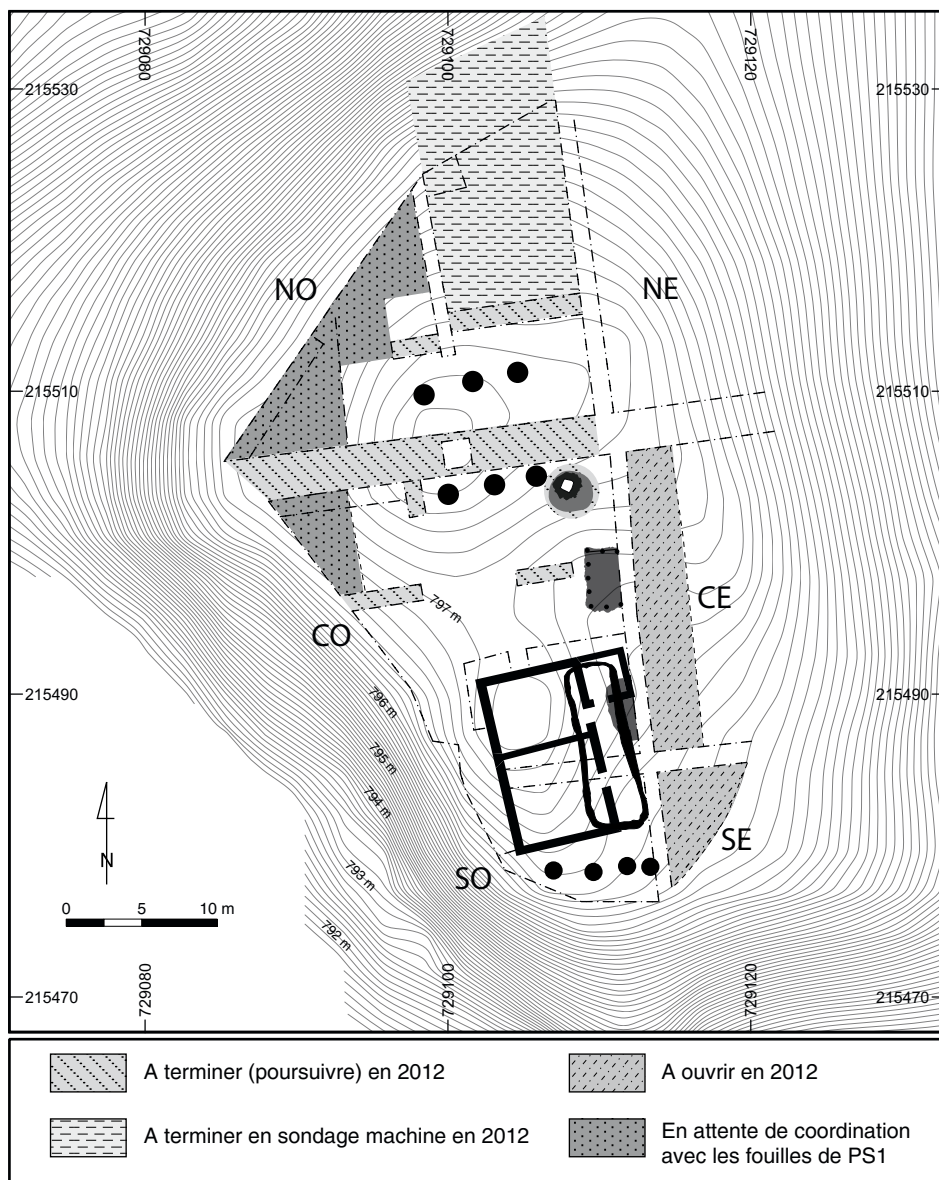 729080
729100
729120
215530
215530
NO
NE
215510
215510
797 m
CE
CO
796 m
215490
215490
795 m
794 m
N
SE
SO
793 m
0 5 10 m
792 m
729080
729100
729120
215470
215470
A terminer (poursuivre) en 2012
A ouvrir en 2012
A terminer en sondage machine en 2012
En attente de coordination
avec les fouilles de PS1